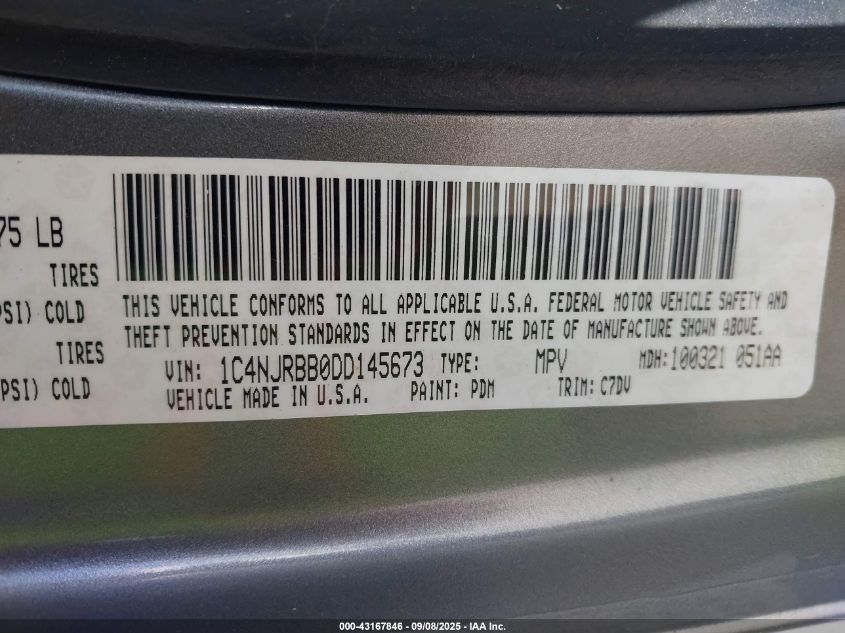 75 LB
TIRES
PSI) COLD
TIRES
PSI) COLD
THIS VEHICLE CONFORMS TO ALL APPLICABLE U.S.A. FEDERAL MOTOR VEHICLE SAFETY AND
THEFT PREVENTION STANDARDS IN EFFECT ON THE DATE OF MANUFACTURE SHOWN ABOVE.
VIN: 1C4NJRBB0DD145673 TYPE: MPV MDH:100321 051AA
VEHICLE MADE IN U.S.A. PAINT: PDM TRIM: C7DV
000-43167846 - 09/08/2025 - IAA Inc.